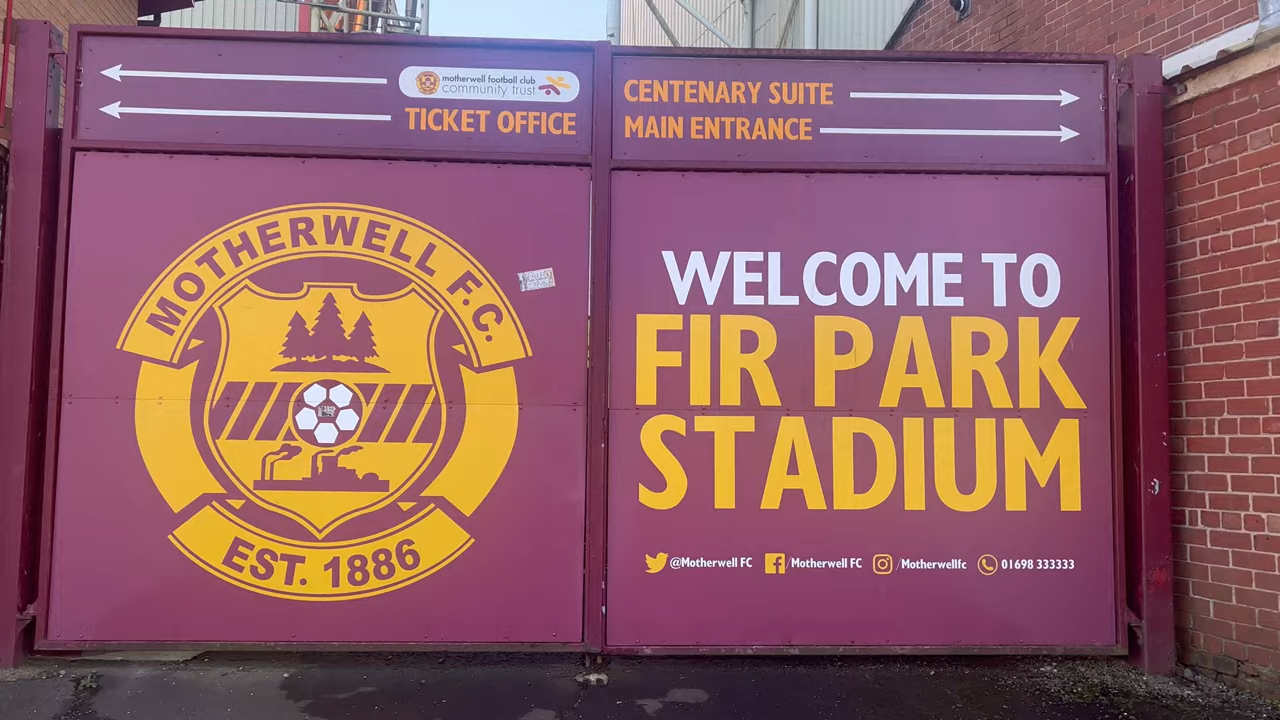 motherwell football club
community trust
TICKET OFFICE
CENTENARY SUITE
MAIN ENTRANCE
MOTHERWELL F.C.
EST. 1886
WELCOME TO
FIR PARK
STADIUM
@Motherwell FC /Motherwell FC /Motherwellfc 01698 333333